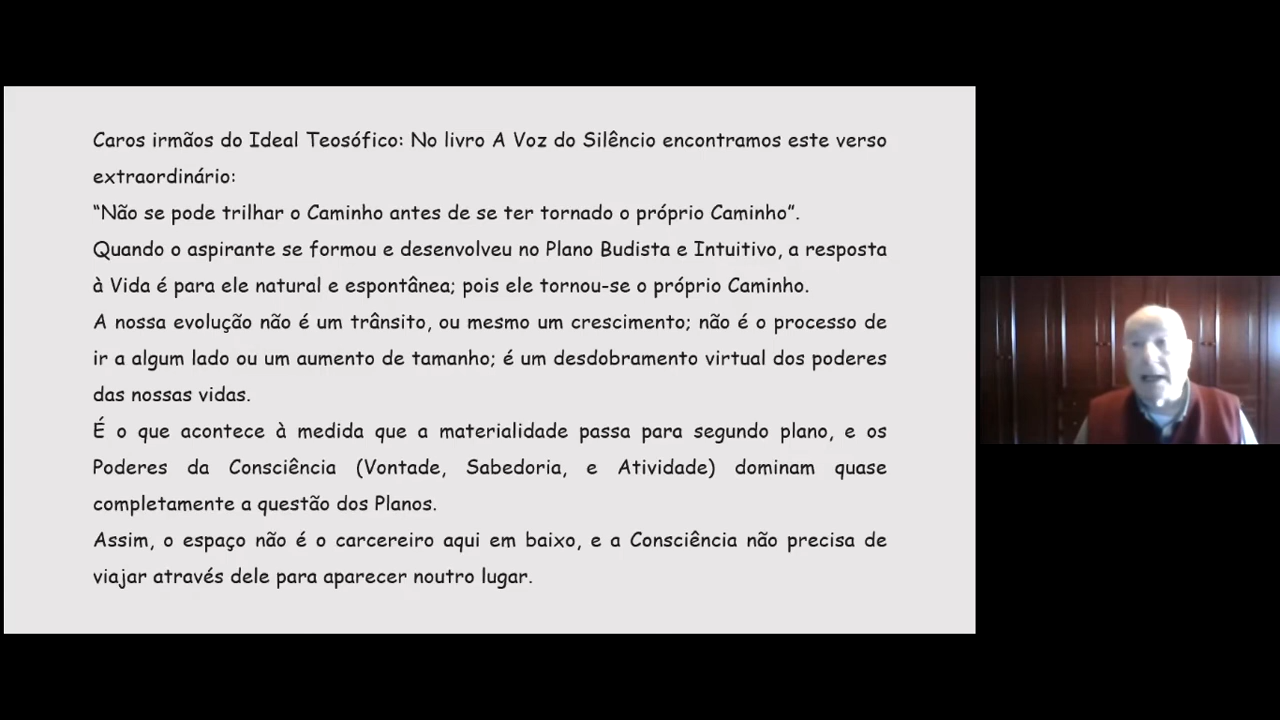 Caros irmãos do Ideal Teosófico: No livro A Voz do Silêncio encontramos este verso
extraordinário:
“Não se pode trilhar o Caminho antes de se ter tornado o próprio Caminho”.
Quando o aspirante se formou e desenvolveu no Plano Budista e Intuitivo, a resposta
à Vida é para ele natural e espontânea; pois ele tornou-se o próprio Caminho.
A nossa evolução não é um trânsito, ou mesmo um crescimento; não é o processo de
ir a algum lado ou um aumento de tamanho; é um desdobramento virtual dos poderes
das nossas vidas.
É o que acontece à medida que a materialidade passa para segundo plano, e os
Poderes da Consciência (Vontade, Sabedoria, e Atividade) dominam quase
completamente a questão dos Planos.
Assim, o espaço não é o carcereiro aqui em baixo, e a Consciência não precisa de
viajar através dele para aparecer noutro lugar.